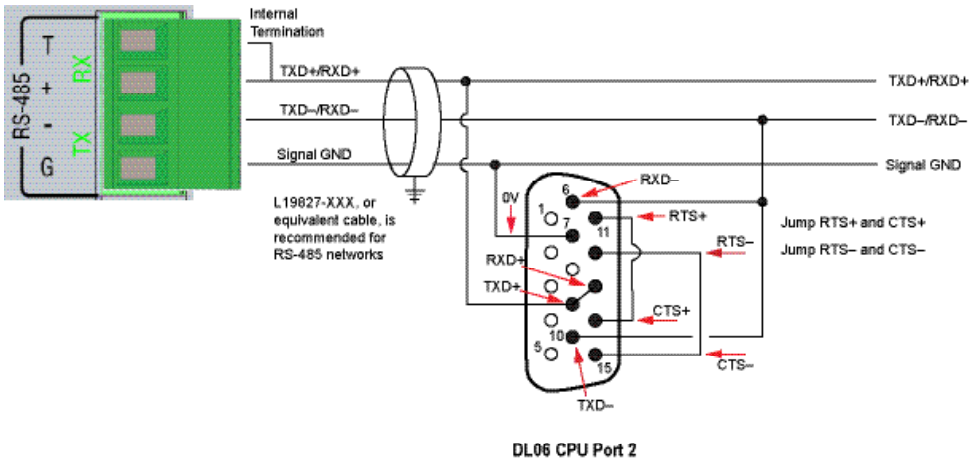 RS-485
T
+
-
G
RX
TX
Internal
Termination
TXD+/RXD+
TXD–/RXD–
Signal GND
L19827-XXX, or
equivalent cable, is
recommended for
RS-485 networks
TXD+/RXD+
TXD–/RXD–
Signal GND
0V
6
RXD–
1
11
RTS+
7
RTS–
RXD+
TXD+
CTS+
10
5
15
CTS–
TXD–
Jump RTS+ and CTS+
Jump RTS– and CTS–
DL06 CPU Port 2